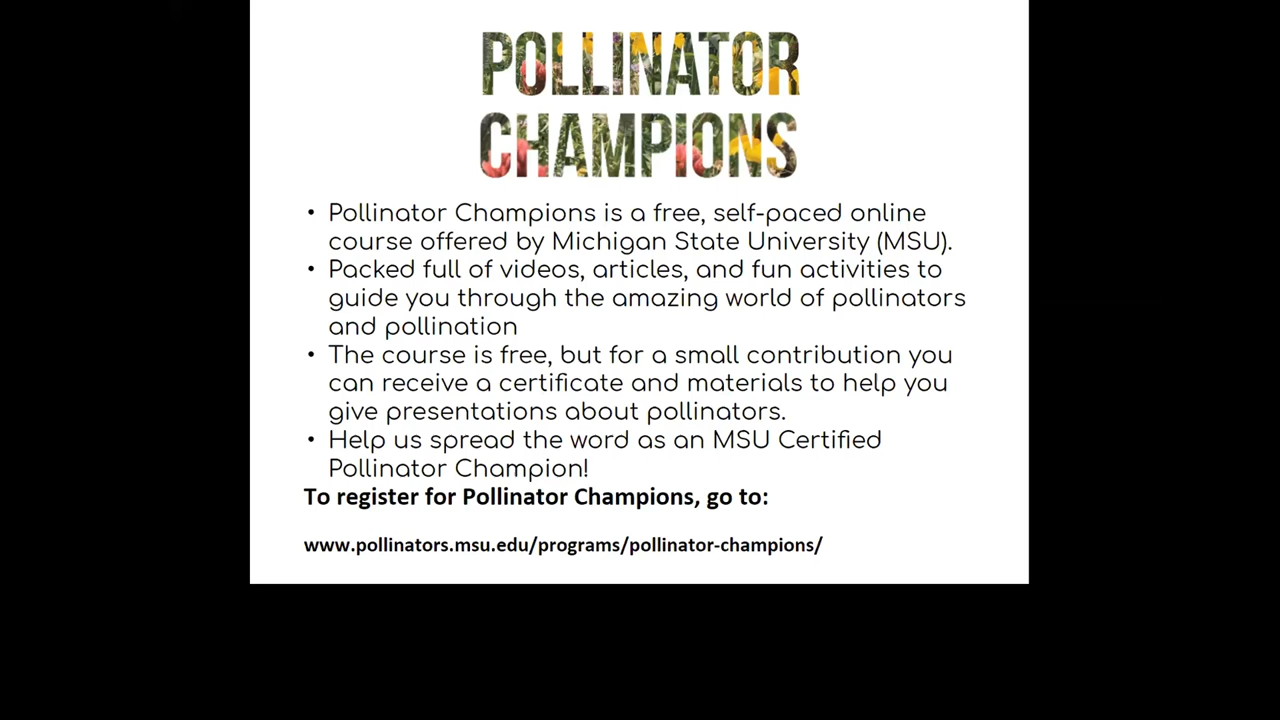 POLLINATOR
CHAMPIONS
• Pollinator Champions is a free, self-paced online
course offered by Michigan State University (MSU).
• Packed full of videos, articles, and fun activities to
guide you through the amazing world of pollinators
and pollination
• The course is free, but for a small contribution you
can receive a certificate and materials to help you
give presentations about pollinators.
• Help us spread the word as an MSU Certified
Pollinator Champion!
To register for Pollinator Champions, go to:
www.pollinators.msu.edu/programs/pollinator-champions/